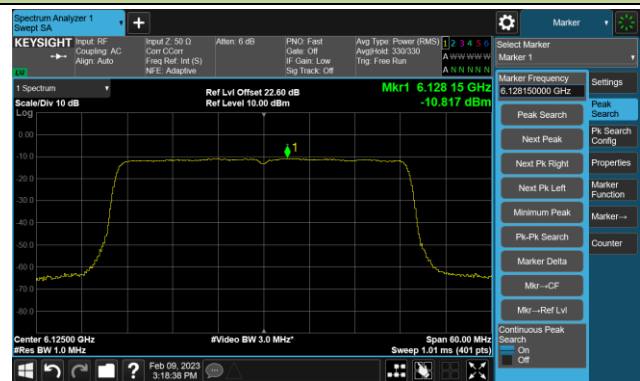 Spectrum Analyzer 1
Swept SA
Marker
KEYSIGHT
Input: RF
Coupling: AC
Align: Auto
Input Z: 50 Ω
Corr CCorr
Freq Ref: Int (S)
NFE: Adaptive
Atten: 6 dB
PNO: Fast
Gate: Off
IF Gain: Low
Sig Track: Off
Avg Type: Power (RMS)
Avg|Hold: 330/330
Trig: Free Run
1 2 3 4 5 6
A W W W W W
A N N N N N
Select Marker
Marker 1
Marker Frequency
6.128150000 GHz
Settings
Peak Search
Next Peak
Next Pk Right
Next Pk Left
Minimum Peak
Pk-Pk Search
Marker Delta
Mkr→CF
Mkr→Ref Lvl
Continuous Peak
Search
On
Off
Peak
Search
Pk Search
Config
Properties
Marker
Function
Marker→
Counter
1 Spectrum
Scale/Div 10 dB
Log
Ref Lvl Offset 22.60 dB
Ref Level 10.00 dBm
Mkr1 6.128 15 GHz
-10.817 dBm
1
0.00
-10.0
-20.0
-30.0
-40.0
-50.0
-60.0
-70.0
-80.0
Center 6.12500 GHz
#Res BW 1.0 MHz
#Video BW 3.0 MHz*
Span 60.00 MHz
Sweep 1.01 ms (401 pts)
Feb 09, 2023
3:18:38 PM